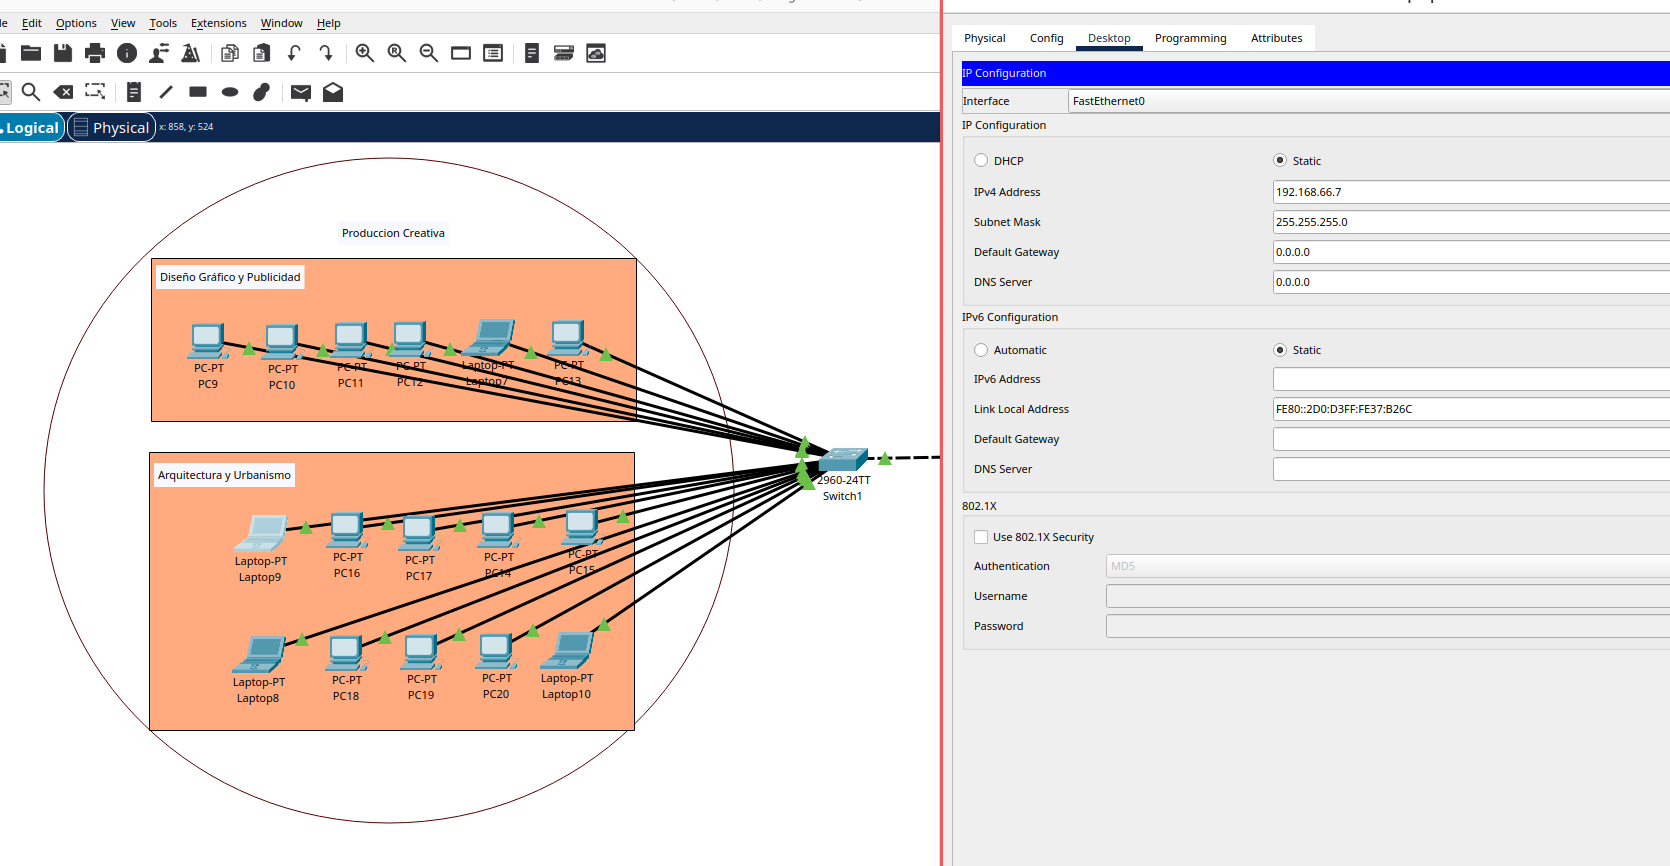 Edit Options View Tools Extensions Window Help
Logical Physical x: 858, y: 524
Produccion Creativa
Diseño Gráfico y Publicidad
PC-PT
PC9
PC-PT
PC10
PC-PT
PC11
PC-PT
PC12
Laptop-PT
Laptop7
PC-PT
PC13
Arquitectura y Urbanismo
2960-24TT
Switch1
Laptop-PT
Laptop9
PC-PT
PC16
PC-PT
PC17
PC-PT
PC14
PC-PT
PC15
Laptop-PT
Laptop8
PC-PT
PC18
PC-PT
PC19
PC-PT
PC20
Laptop-PT
Laptop10
Physical Config Desktop Programming Attributes
IP Configuration
Interface FastEthernet0
IP Configuration
DHCP Static
IPv4 Address 192.168.66.7
Subnet Mask 255.255.255.0
Default Gateway 0.0.0.0
DNS Server 0.0.0.0
IPv6 Configuration
Automatic Static
IPv6 Address
Link Local Address FE80::2D0:D3FF:FE37:B26C
Default Gateway
DNS Server
802.1X
Use 802.1X Security
Authentication MD5
Username
Password